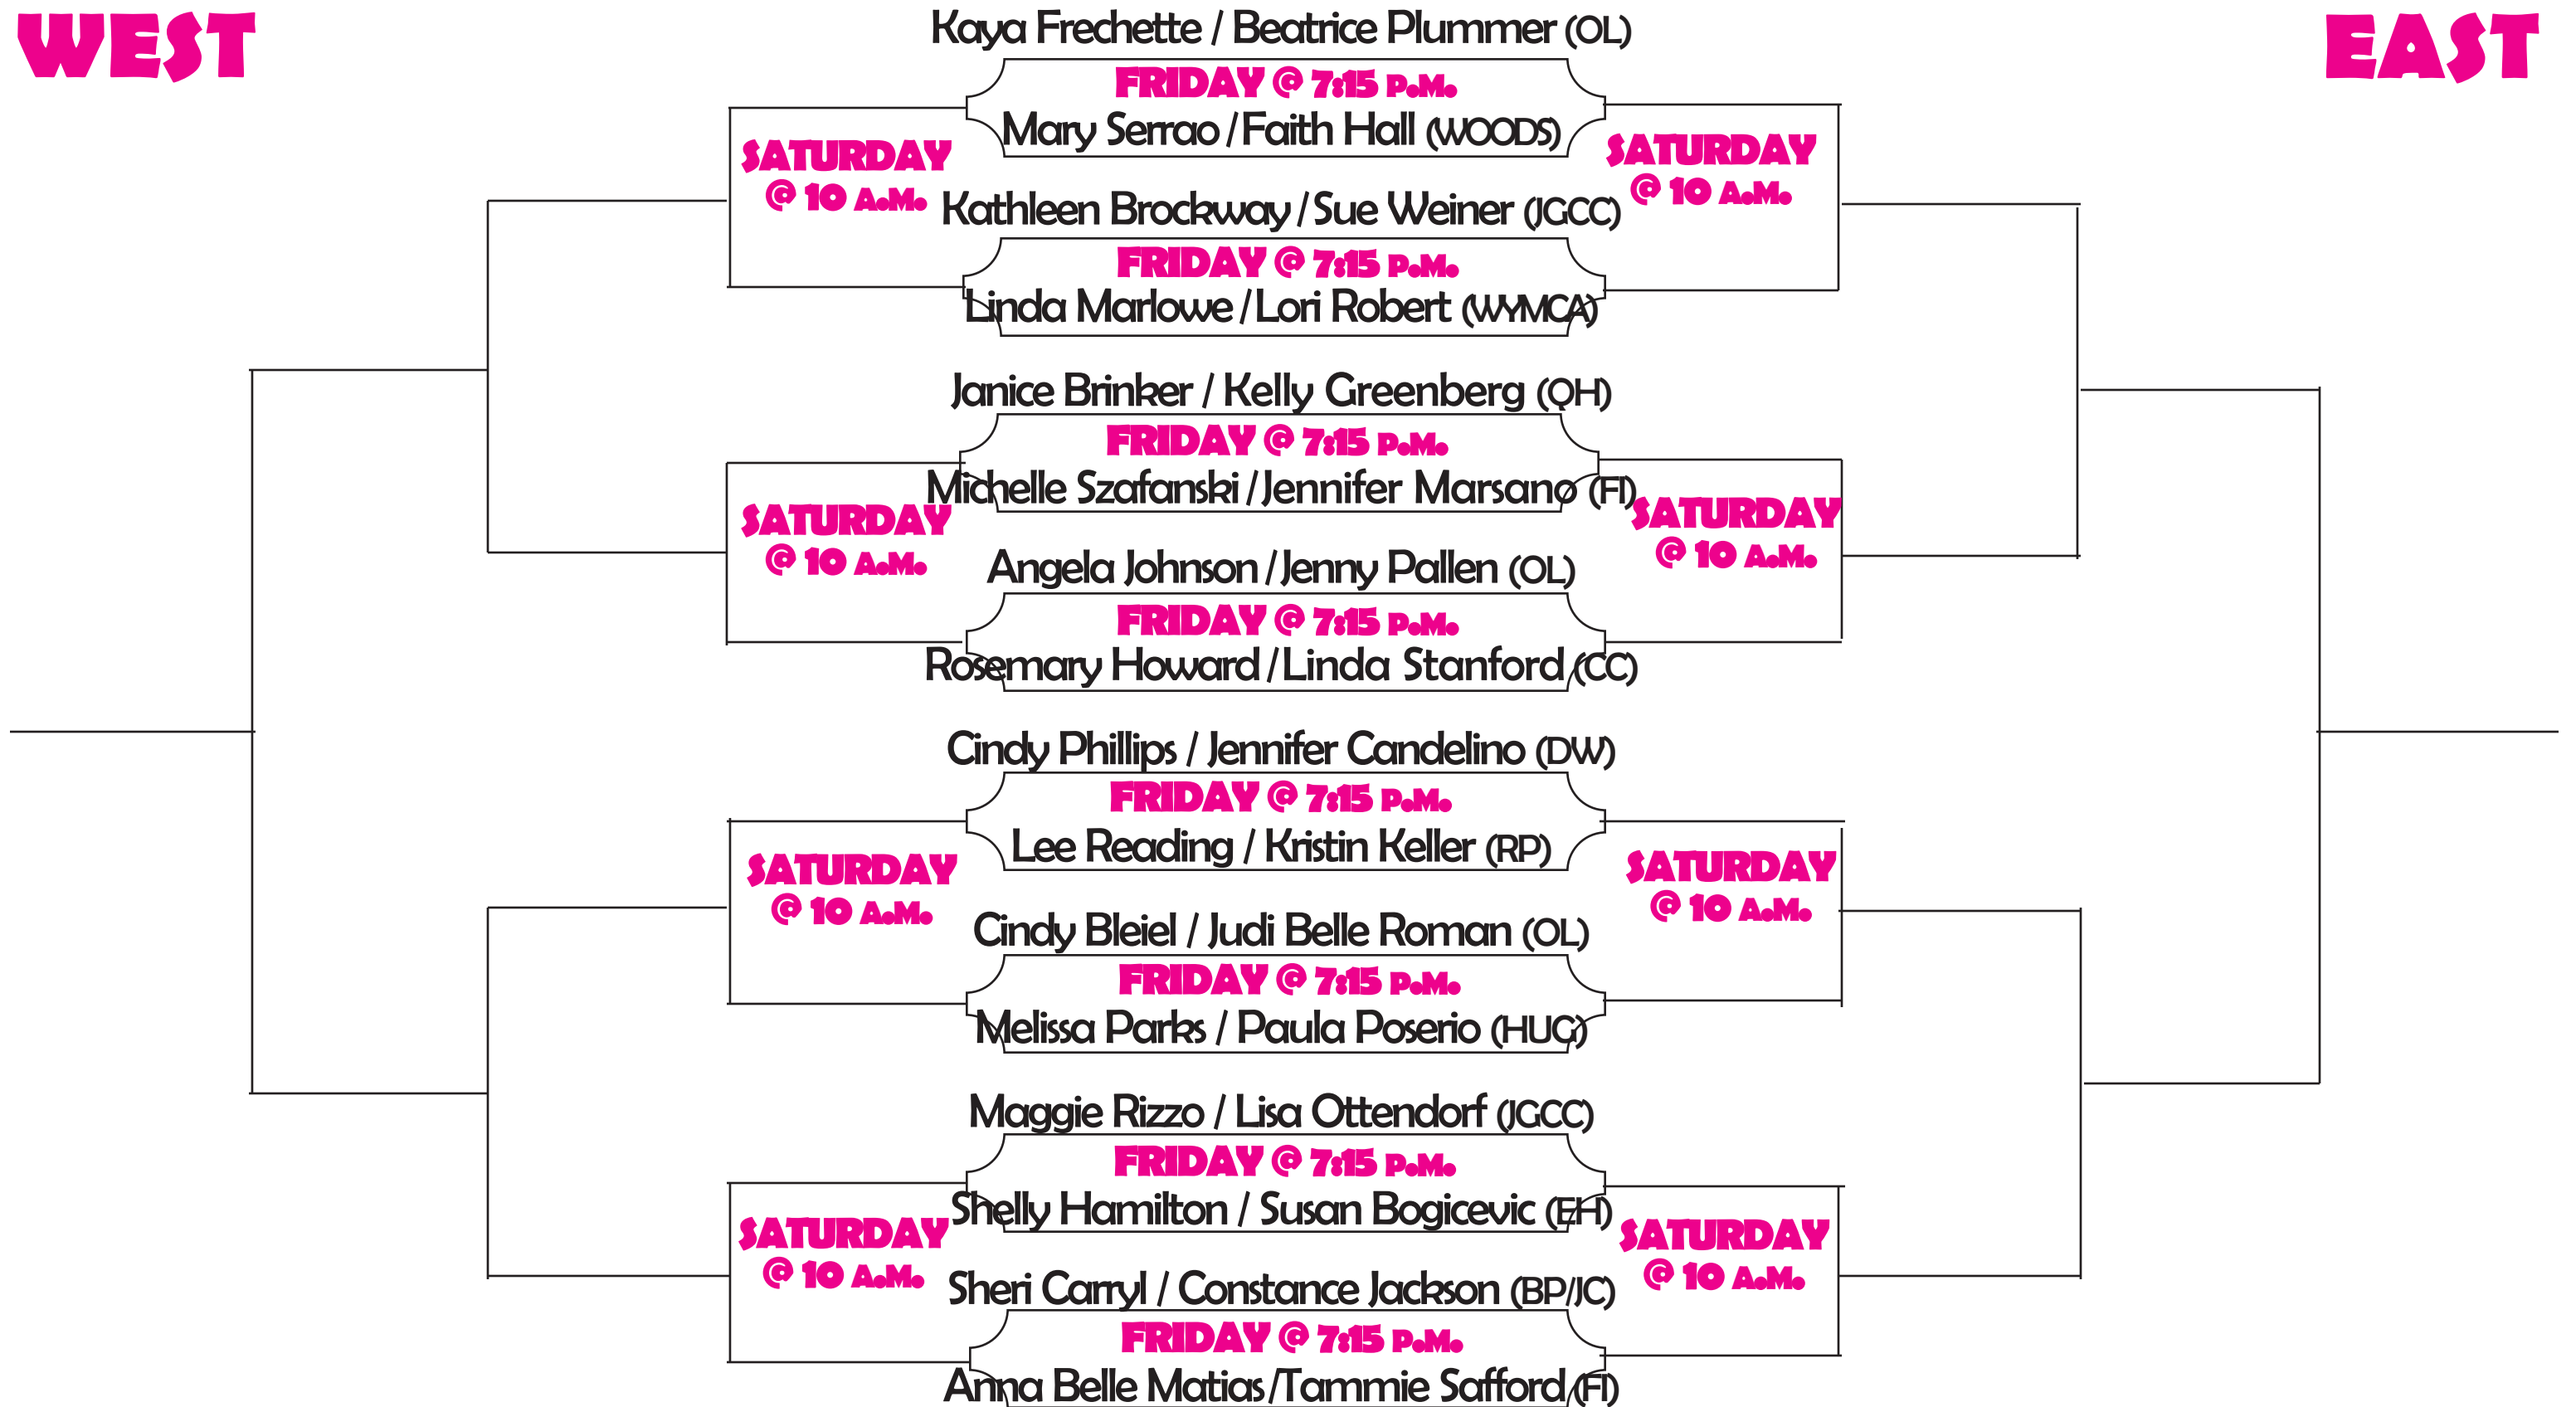 WEST
EAST
Kaya Frechette / Beatrice Plummer (OL)
FRIDAY @ 7:15 P.M.
Mary Serrao / Faith Hall (WOODS)
SATURDAY
@ 10 A.M.
SATURDAY
@ 10 A.M.
Kathleen Brockway / Sue Weiner (JGCC)
FRIDAY @ 7:15 P.M.
Linda Marlowe / Lori Robert (WYMCA)
Janice Brinker / Kelly Greenberg (QH)
FRIDAY @ 7:15 P.M.
Michelle Szafanski / Jennifer Marsano (FI)
SATURDAY
@ 10 A.M.
SATURDAY
@ 10 A.M.
Angela Johnson / Jenny Pallen (OL)
FRIDAY @ 7:15 P.M.
Rosemary Howard / Linda Stanford (CC)
Cindy Phillips / Jennifer Candelino (DW)
FRIDAY @ 7:15 P.M.
Lee Reading / Kristin Keller (RP)
SATURDAY
@ 10 A.M.
SATURDAY
@ 10 A.M.
Cindy Bleiel / Judi Belle Roman (OL)
FRIDAY @ 7:15 P.M.
Melissa Parks / Paula Poserio (HUG)
Maggie Rizzo / Lisa Ottendorf (JGCC)
FRIDAY @ 7:15 P.M.
Shelly Hamilton / Susan Bogicevic (EH)
SATURDAY
@ 10 A.M.
SATURDAY
@ 10 A.M.
Sheri Carryl / Constance Jackson (BP/JC)
FRIDAY @ 7:15 P.M.
Anna Belle Matias /Tammie Safford (FI)